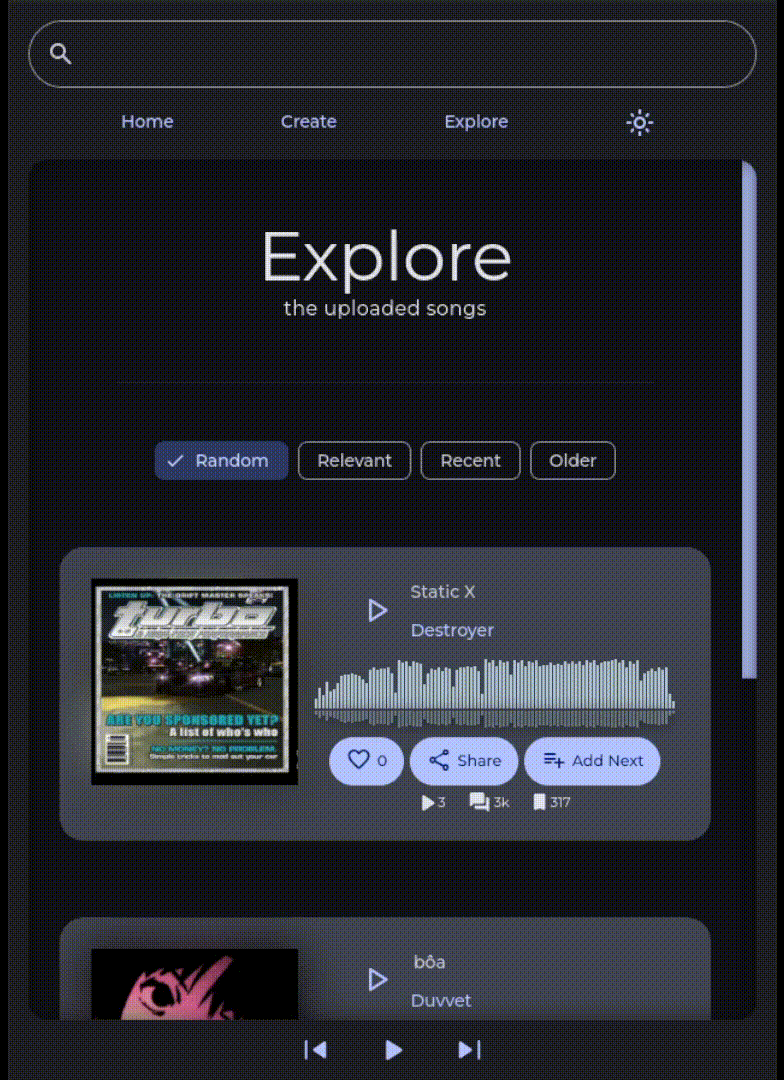 Home Create Explore
Explore
the uploaded songs
Random Relevant Recent Older
Static X
Destroyer
LISTEN UP: THE DRIFT MASTER SPEAKS!
turbo
ARE YOU SPONSORED YET?
A list of who's who
NO MONEY? NO PROBLEM.
Simple tricks to mod out your car
0 Share Add Next
3 3k 317
bôa
Duvvet